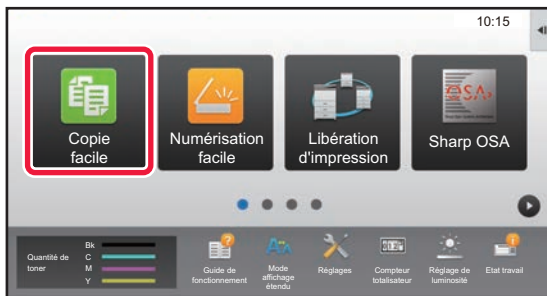 10:15
Copie
facile
Numérisation
facile
Libération
d'impression
OSA
Sharp OSA
Quantité de
toner
Bk
C
M
Y
Guide de
fonctionnement
Mode
affichage
étendu
Réglages
Compteur
totalisateur
Réglage de
luminosité
Etat travail